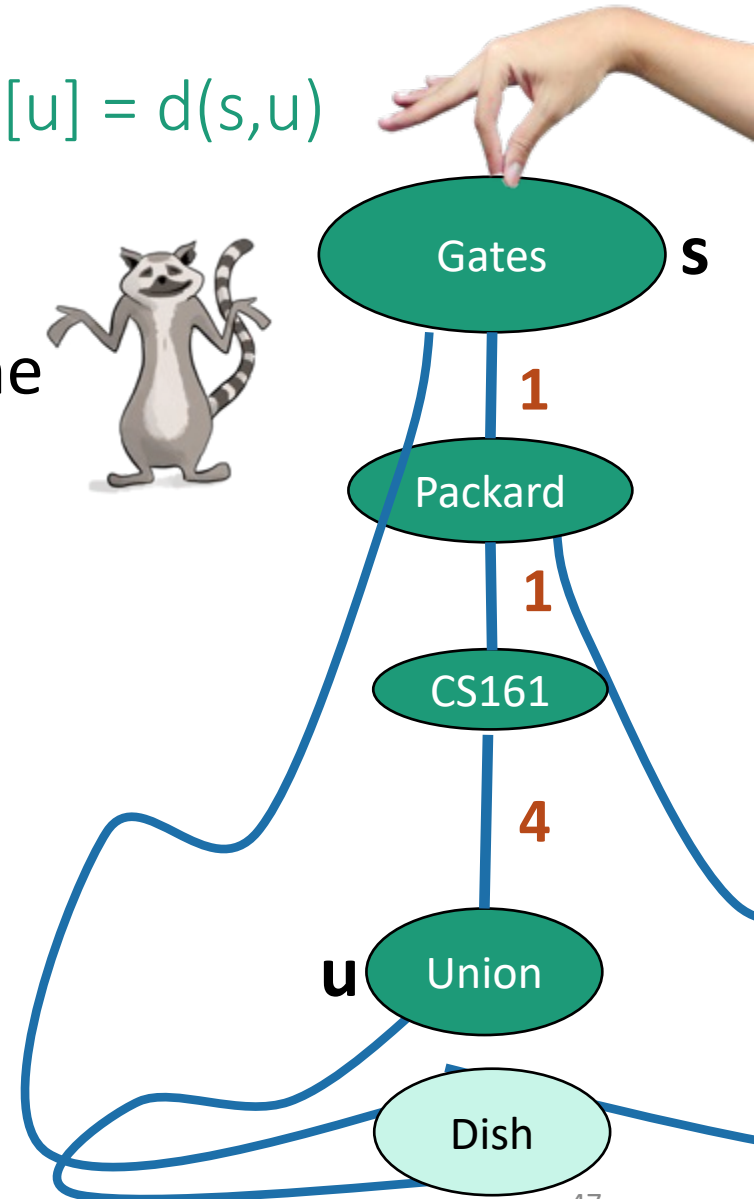 [u] = d(s,u)
Gates
s
1
Packard
1
CS161
4
u
Union
Dish